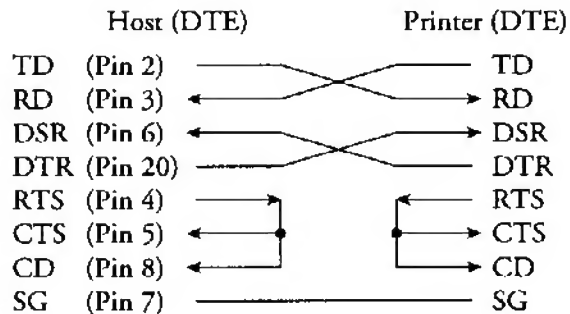 Host (DTE) Printer (DTE)
TD (Pin 2) TD
RD (Pin 3) RD
DSR (Pin 6) DSR
DTR (Pin 20) DTR
RTS (Pin 4) RTS
CTS (Pin 5) CTS
CD (Pin 8) CD
SG (Pin 7) SG